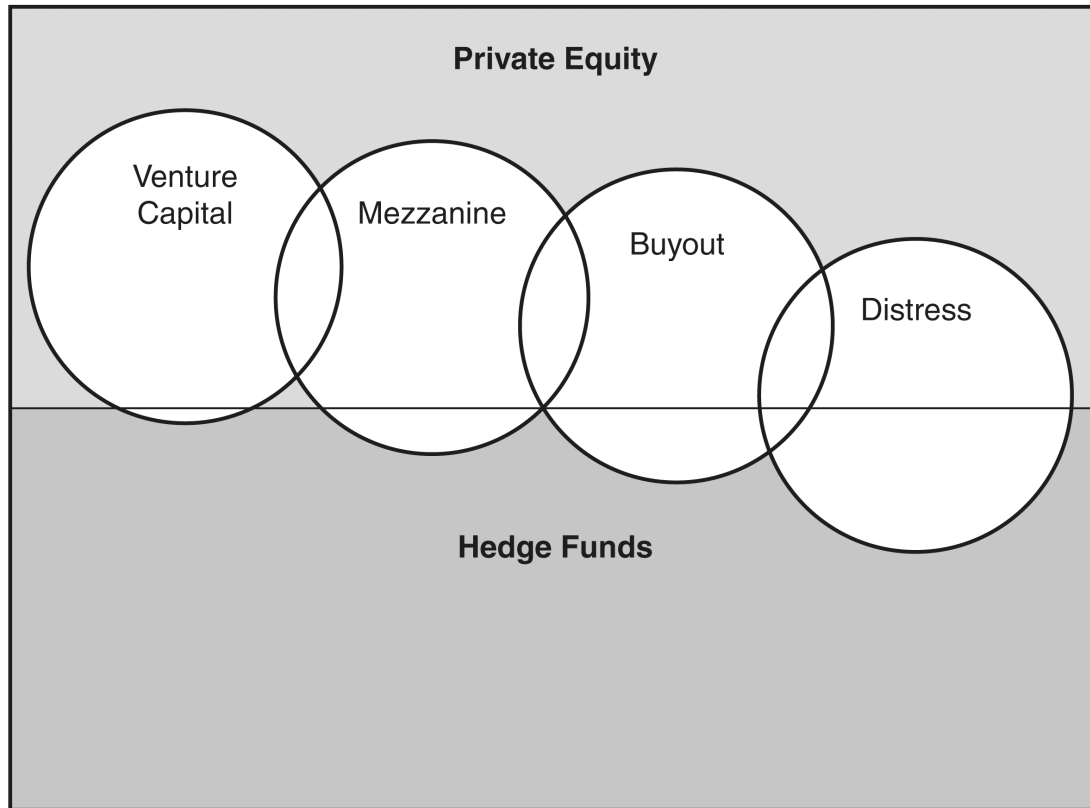 Private Equity
Venture
Capital
Mezzanine
Buyout
Distress
Hedge Funds